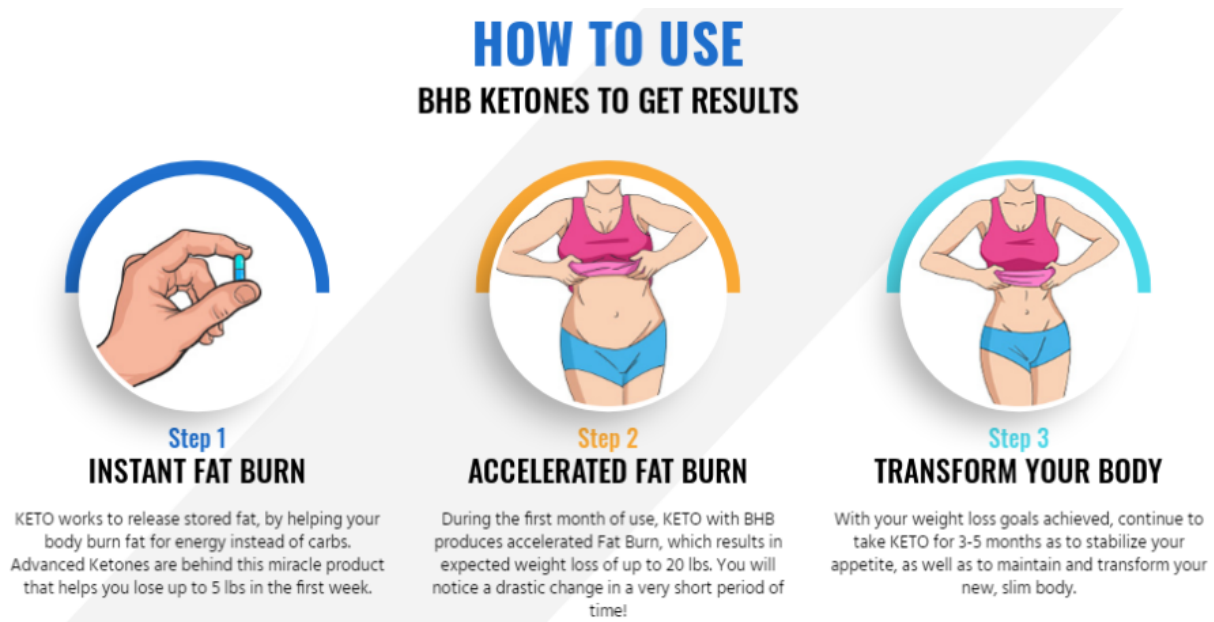 HOW TO USE
BHB KETONES TO GET RESULTS
Step 1
INSTANT FAT BURN
KETO works to release stored fat, by helping your
body burn fat for energy instead of carbs.
Advanced Ketones are behind this miracle product
that helps you lose up to 5 lbs in the first week.
Step 2
ACCELERATED FAT BURN
During the first month of use, KETO with BHB
produces accelerated Fat Burn, which results in
expected weight loss of up to 20 lbs. You will
notice a drastic change in a very short period of
time!
Step 3
TRANSFORM YOUR BODY
With your weight loss goals achieved, continue to
take KETO for 3-5 months as to stabilize your
appetite, as well as to maintain and transform your
new, slim body.